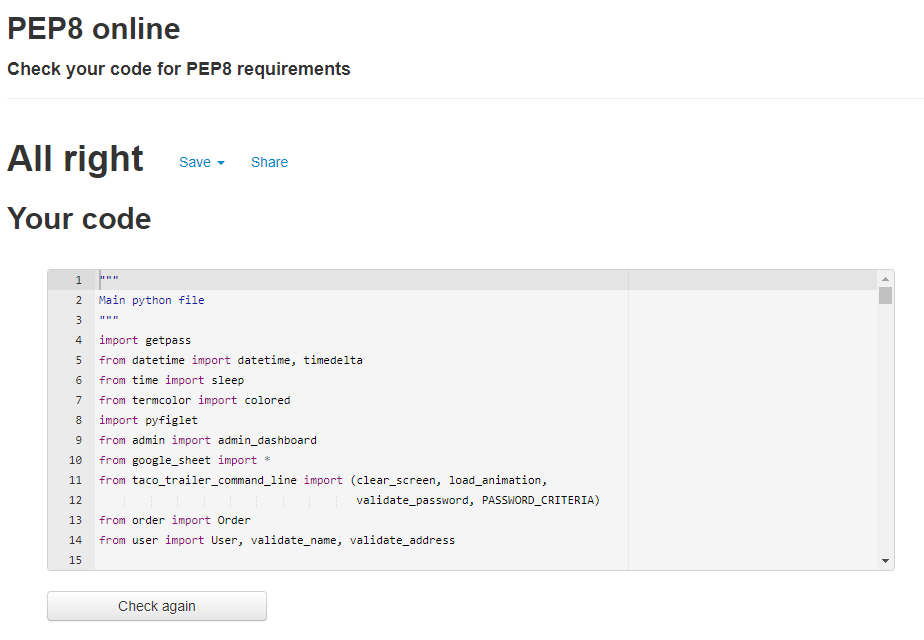 PEP8 online
Check your code for PEP8 requirements
All right Save Share
Your code
1 """
2 Main python file
3 """
4 import getpass
5 from datetime import datetime, timedelta
6 from time import sleep
7 from termcolor import colored
8 import pyfiglet
9 from admin import admin_dashboard
10 from google_sheet import *
11 from taco_trailer_command_line import (clear_screen, load_animation,
12 validate_password, PASSWORD_CRITERIA)
13 from order import Order
14 from user import User, validate_name, validate_address
15
Check again